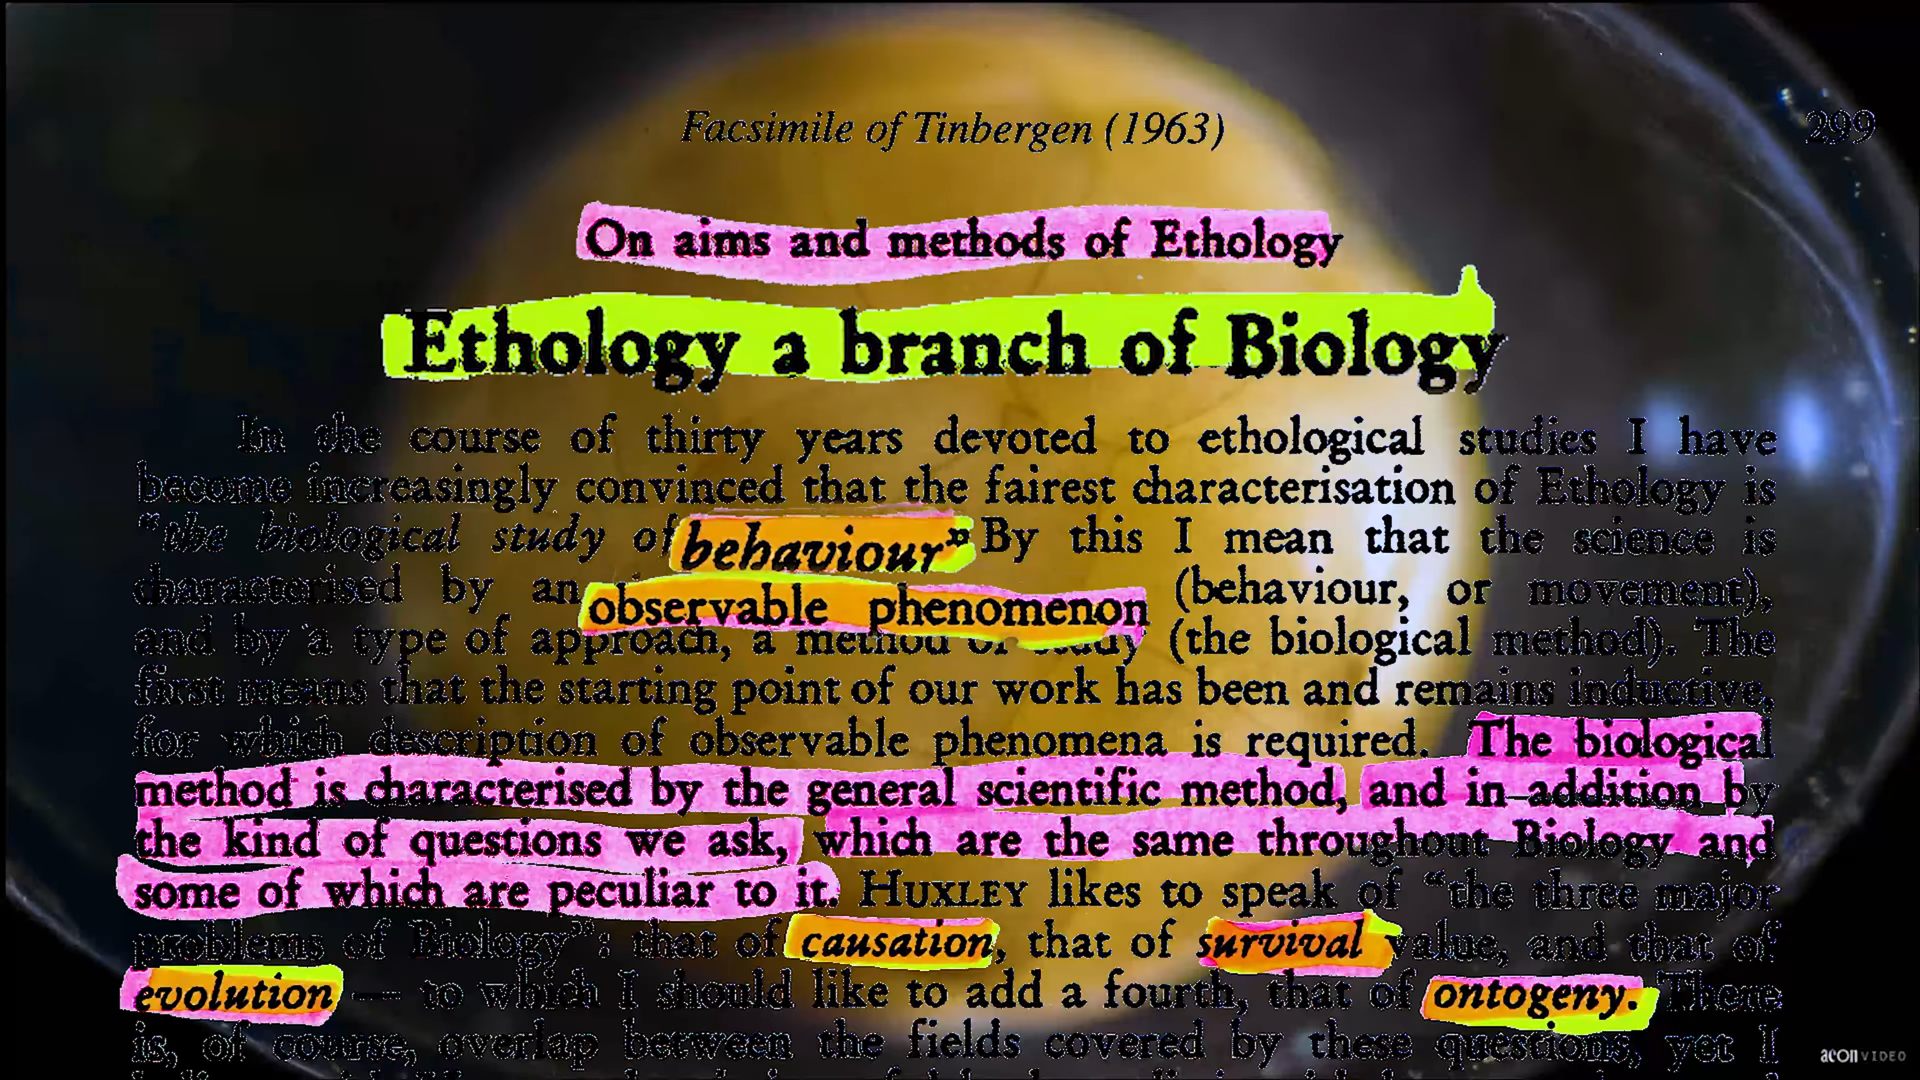 Facsimile of Tinbergen (1963)
299
On aims and methods of Ethology
Ethology a branch of Biology
In the course of thirty years devoted to ethological studies I have
become increasingly convinced that the fairest characterisation of Ethology is
"the biological study of behaviour" By this I mean that the science is
characterised by an observable phenomenon (behaviour, or movement),
and by a type of approach, a method of study (the biological method). The
first means that the starting point of our work has been and remains inductive,
for which description of observable phenomena is required. The biological
method is characterised by the general scientific method, and in addition by
the kind of questions we ask, which are the same throughout Biology and
some of which are peculiar to it. HUXLEY likes to speak of "the three major
problems of Biology": that of causation, that of survival value, and that of
evolution — to which I should like to add a fourth, that of ontogeny. There
is, of course, overlap between the fields covered by these questions, yet I
aeon VIDEO